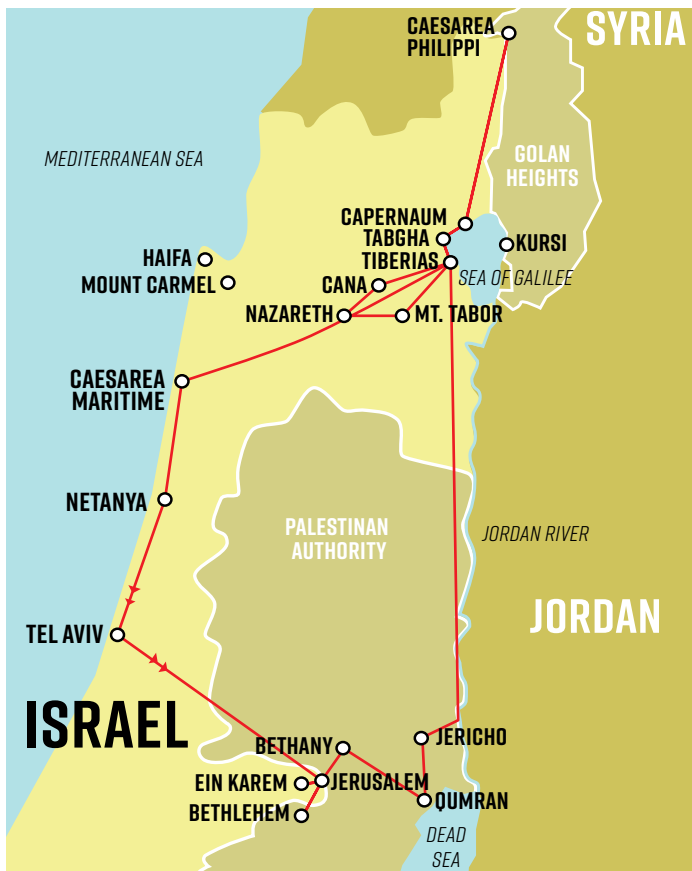 CAESAREA
PHILIPPI
SYRIA
MEDITERRANEAN SEA
GOLAN
HEIGHTS
CAPERNAUM
TABGHA
KURSI
HAIFA
TIBERIAS
SEA OF GALILEE
MOUNT CARMEL
CANA
NAZARETH
MT. TABOR
CAESAREA
MARITIME
NETANYA
PALESTINAN
AUTHORITY
JORDAN RIVER
JORDAN
TEL AVIV
ISRAEL
BETHANY
JERICHO
EIN KAREM
JERUSALEM
QUMRAN
BETHLEHEM
DEAD
SEA